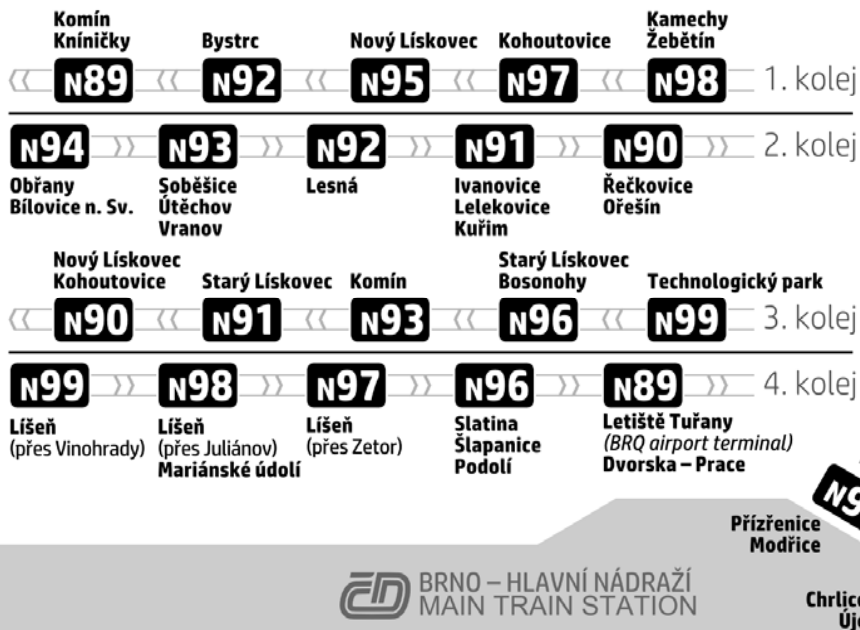 Komín
Kníničky
Bystrc
Nový Lískovec
Kohoutovice
Kamechy
Žebětín
N89 N92 N95 N97 N98 1. kolej
N94 N93 N92 N91 N90 2. kolej
Obřany
Bílovice n. Sv.
Soběšice
Útěchov
Vranov
Lesná
Ivanovice
Lelekovice
Kuřim
Řečkovice
Ořešín
Nový Lískovec
Kohoutovice
Starý Lískovec
Komín
Starý Lískovec
Bosonohy
Technologický park
N90 N91 N93 N96 N99 3. kolej
N99 N98 N97 N96 N89 4. kolej
Líšeň
(přes Vinohrady)
Líšeň
(přes Juliánov)
Mariánské údolí
Líšeň
(přes Zetor)
Slatina
Šlapanice
Podolí
Letiště Tuřany
(BRQ airport terminal)
Dvorska – Prace
Přízřenice
Modřice
ČD
BRNO – HLAVNÍ NÁDRAŽÍ
MAIN TRAIN STATION